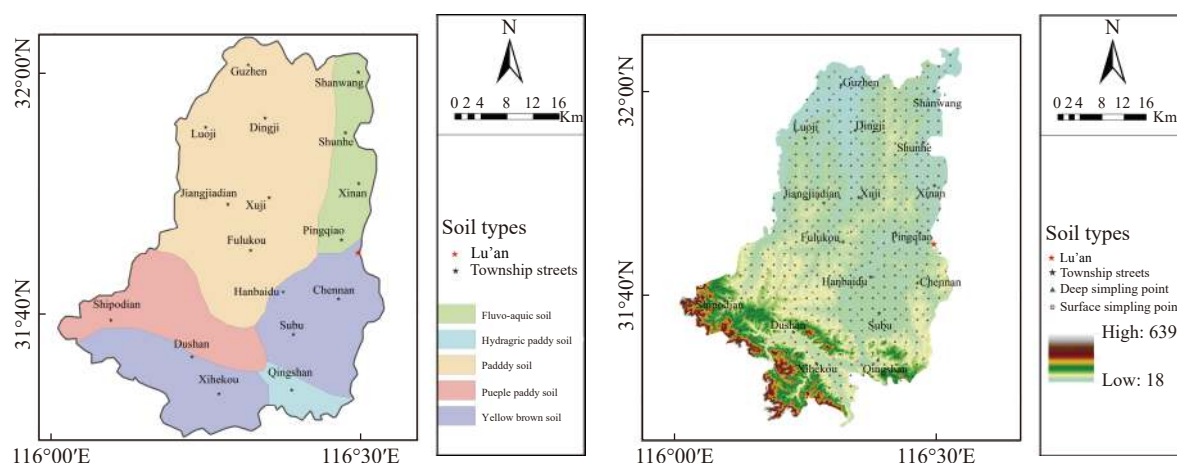 N
0 2 4 8 12 16
Km
32°00′N
31°40′N
116°00′E
116°30′E
Guzhen
Shanwang
Luoji
Dingji
Shunhe
Jiangjiadian
Xuji
Xinan
Fulukou
Pingqiao
Hanbaidu
Chennan
Shipodian
Subu
Dushan
Xihekou
Qingshan
Soil types
Lu'an
Township streets
Fluvo-aquic soil
Hydragric paddy soil
Padddy soil
Pueple paddy soil
Yellow brown soil
N
0 2 4 8 12 16
Km
32°00′N
31°40′N
116°00′E
116°30′E
Guzhen
Shanwang
Luoji
Dingji
Shunhe
Jiangjiadian
Xuji
Xinan
Fulukou
Pingqiao
Hanbaidu
Chennan
Shipodian
Dushan
Subu
Xihekou
Qingshan
Soil types
Lu'an
Township streets
Deep simpling point
Surface simpling point
High: 639
Low: 18